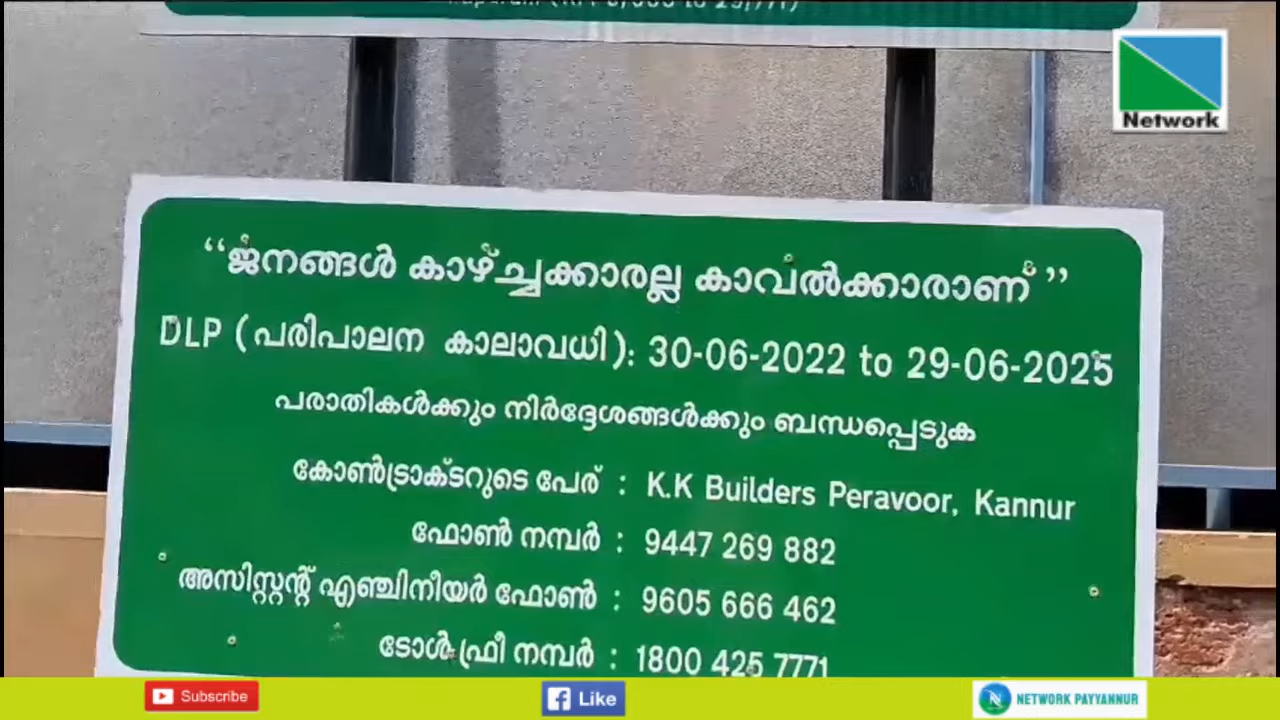 Network
“ജനങ്ങൾ കാഴ്ച്ചക്കാരല്ല കാവൽക്കാരാണ്”
DLP (പരിപാലന കാലാവധി): 30-06-2022 to 29-06-2025
പരാതികൾക്കും നിർദ്ദേശങ്ങൾക്കും ബന്ധപ്പെടുക
കോൺട്രാക്ടറുടെ പേര് : K.K Builders Peravoor, Kannur
ഫോൺ നമ്പർ : 9447 269 882
അസിസ്റ്റന്റ് എഞ്ചിനീയർ ഫോൺ : 9605 666 462
ടോൾ ഫ്രീ നമ്പർ : 1800 425 7771
Subscribe
Like
NETWORK PAYYANNUR